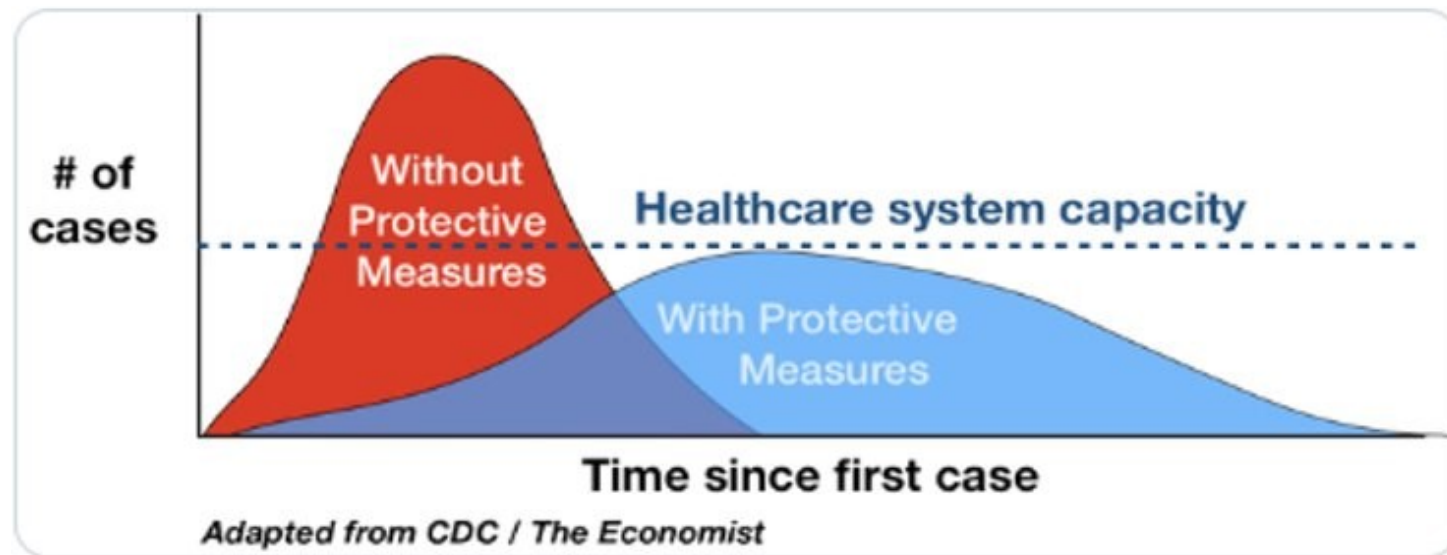 # of
cases
Without
Protective
Measures
Healthcare system capacity
With Protective
Measures
Time since first case
Adapted from CDC / The Economist